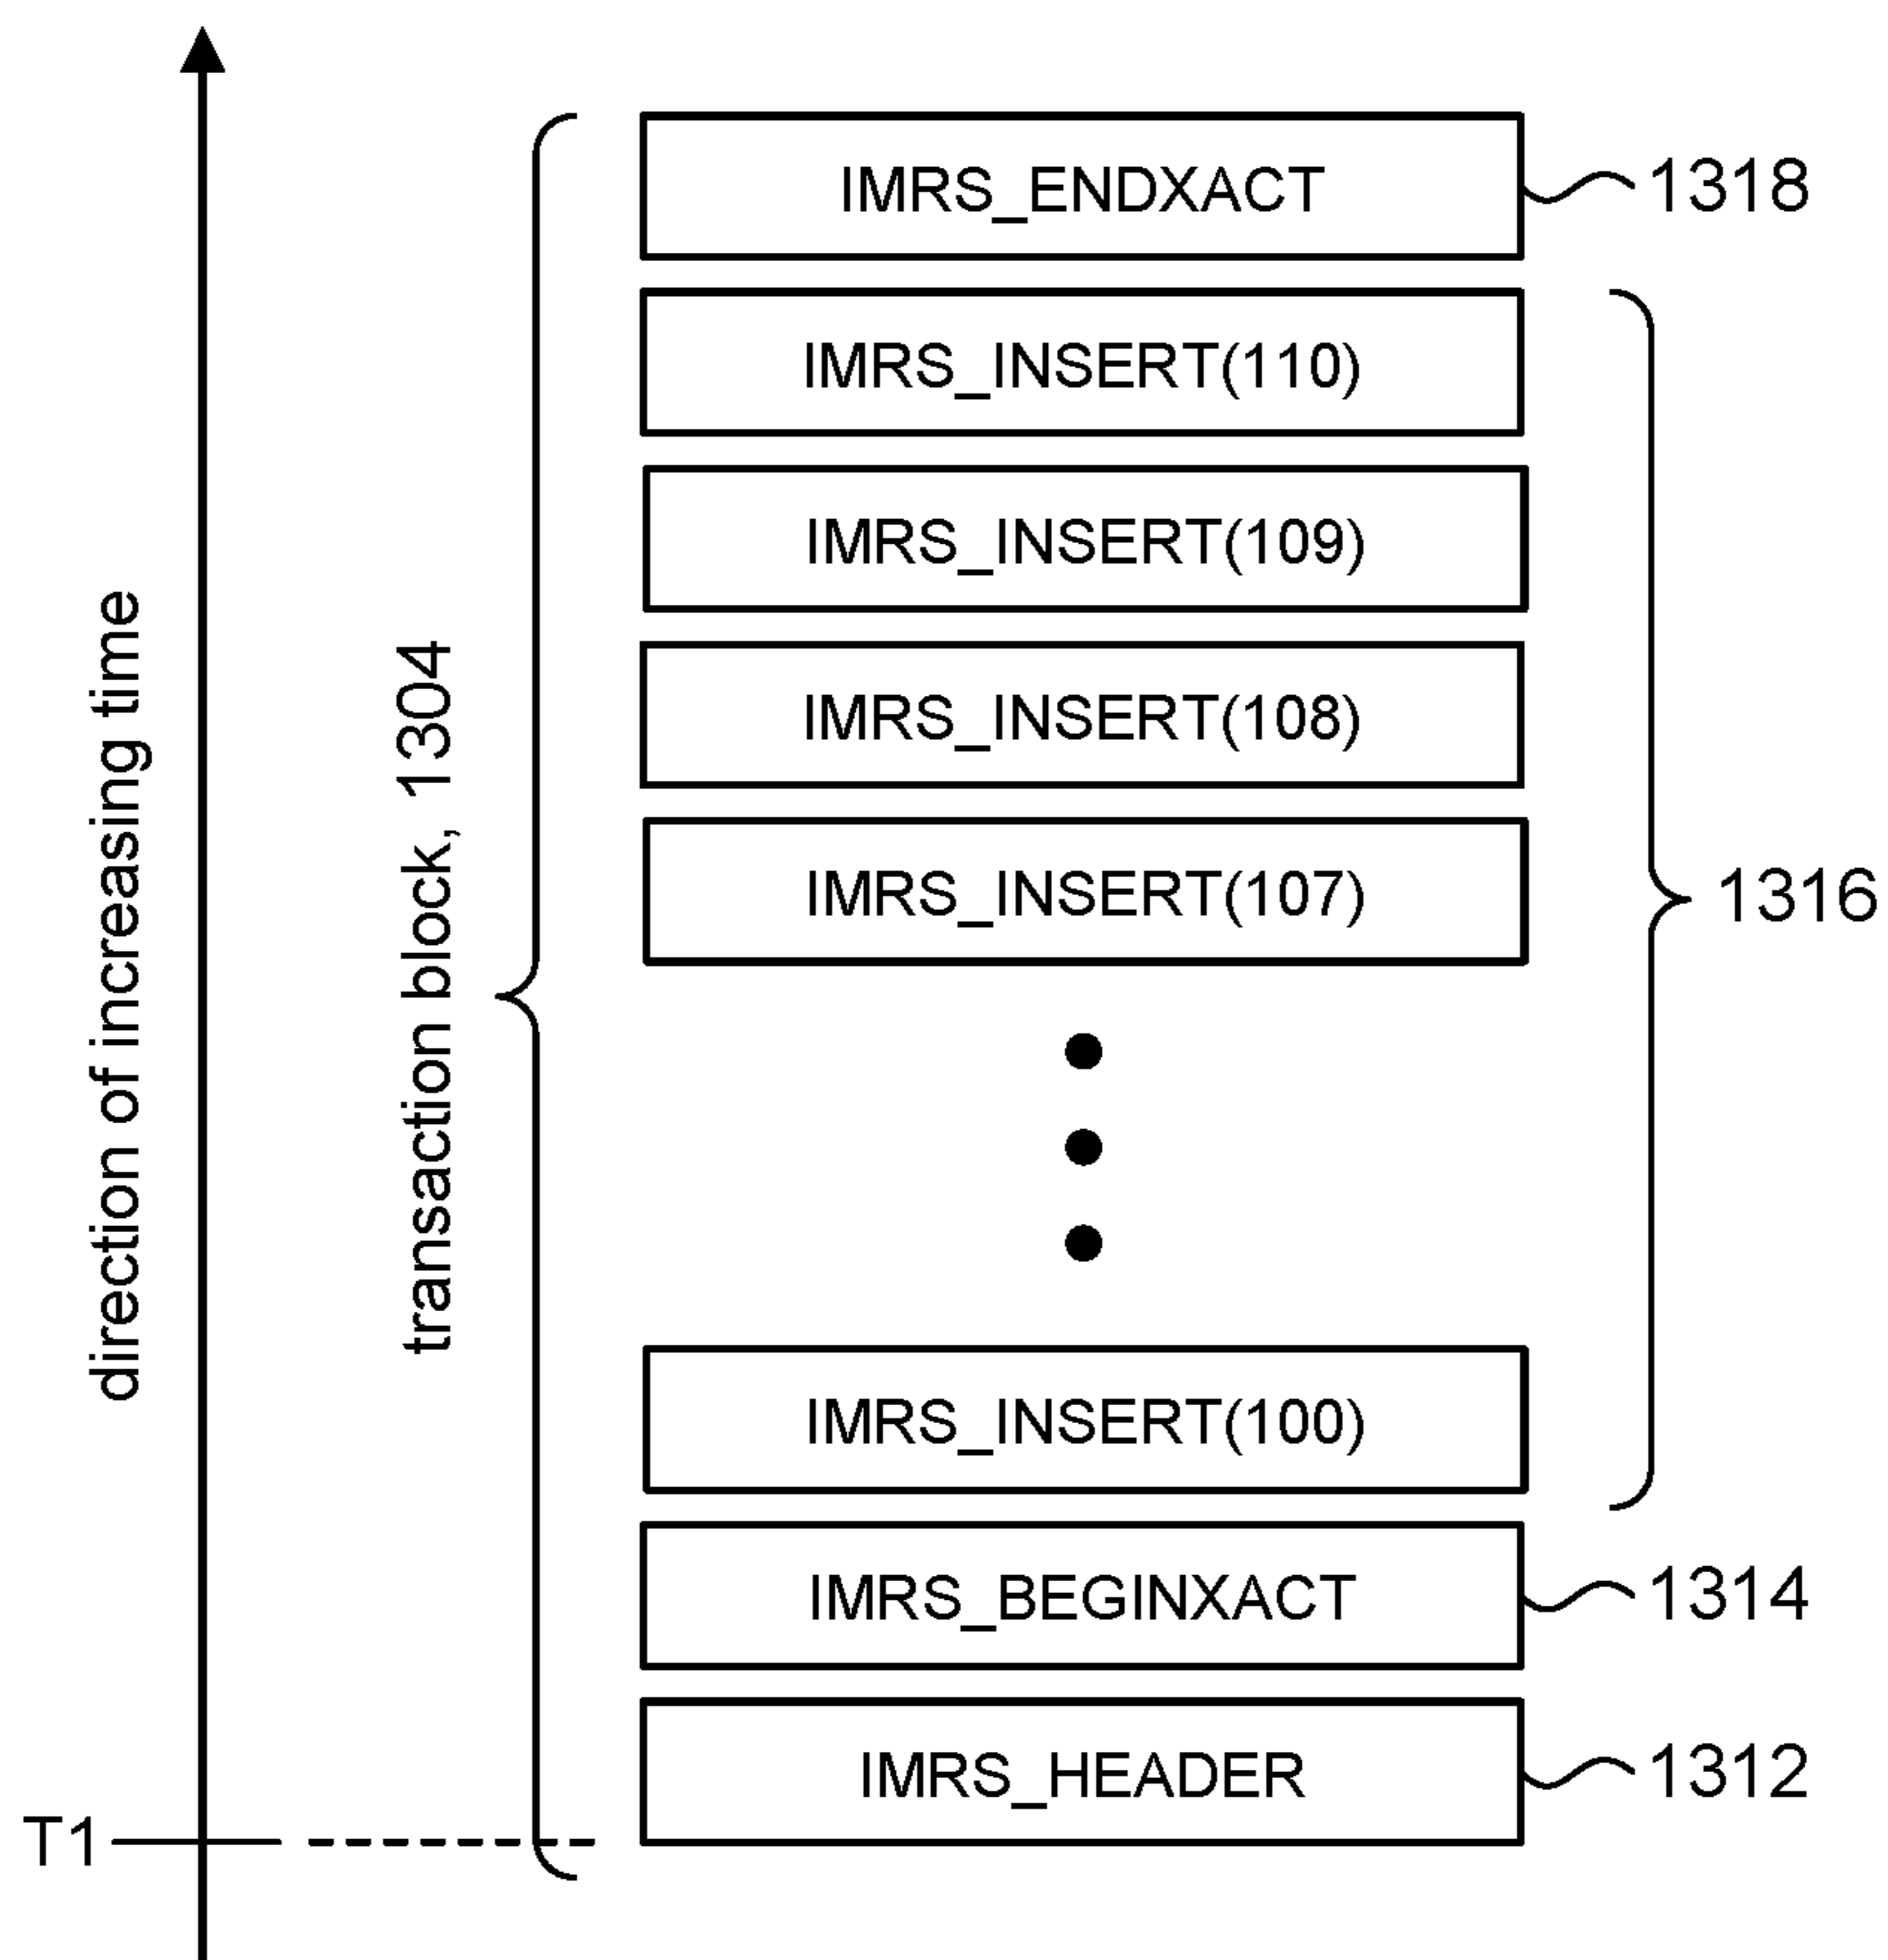 IMRS_ENDXACT
1318
IMRS_INSERT(110)
IMRS_INSERT(109)
IMRS_INSERT(108)
IMRS_INSERT(107)
1316
direction of increasing time
transaction block, 1304
IMRS_INSERT(100)
IMRS_BEGINXACT
1314
IMRS_HEADER
1312
T1